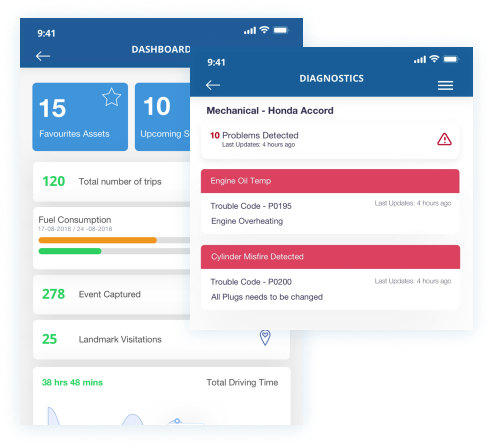 9:41
DASHBOARD
15
Favourites Assets
10
Upcoming S
120 Total number of trips
Fuel Consumption
17-08-2018 / 24 -08-2018
278 Event Captured
25 Landmark Visitations
38 hrs 48 mins Total Driving Time
9:41
DIAGNOSTICS
Mechanical - Honda Accord
10 Problems Detected
Last Updates: 4 hours ago
Engine Oil Temp
Trouble Code - P0195 Last Updates: 4 hours ago
Engine Overheating
Cylinder Misfire Detected
Trouble Code - P0200 Last Updates: 4 hours ago
All Plugs needs to be changed